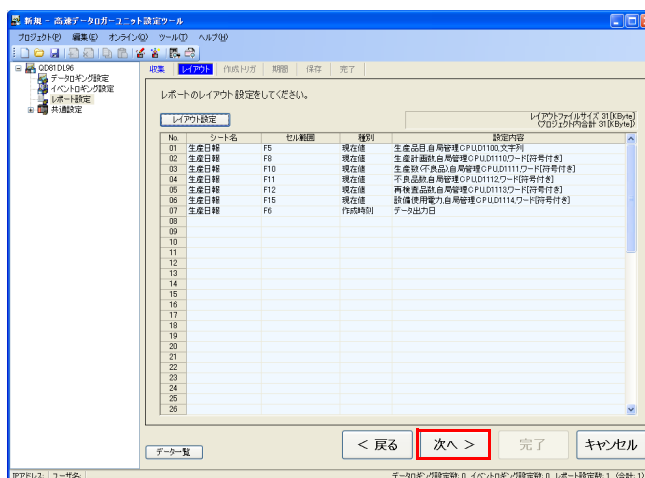 新規 - 高速データロガーユニット設定ツール
プロジェクト(P) 編集(E) オンライン(O) ツール(T) ヘルプ(H)
QD81DL96
データロギング設定
イベントロギング設定
レポート設定
共通設定
収集 レイアウト 作成トリガ 期間 保存 完了
レポートのレイアウト設定をしてください。
レイアウト設定
レイアウトファイルサイズ 31[KByte]
(プロジェクト内合計 31[KByte])
No. シート名 セル範囲 種別 設定内容
01 生産日報 F5 現在値 生産品目,自局管理CPU,D1100,文字列
02 生産日報 F8 現在値 生産計画数,自局管理CPU,D1110,ワード[符号付き]
03 生産日報 F10 現在値 生産数(不良品),自局管理CPU,D1111,ワード[符号付き]
04 生産日報 F11 現在値 不良品数,自局管理CPU,D1112,ワード[符号付き]
05 生産日報 F12 現在値 再検査品数,自局管理CPU,D1113,ワード[符号付き]
06 生産日報 F15 現在値 設備使用電力,自局管理CPU,D1114,ワード[符号付き]
07 生産日報 F6 作成時刻 データ出力日
08
09
10
11
12
13
14
15
16
17
18
19
20
21
22
23
24
25
26
データ一覧
< 戻る 次へ > 完了 キャンセル
IPアドレス: ユーザ名: データロギング設定数: 0 イベントロギング設定数: 0 レポート設定数: 1 (合計: 1)